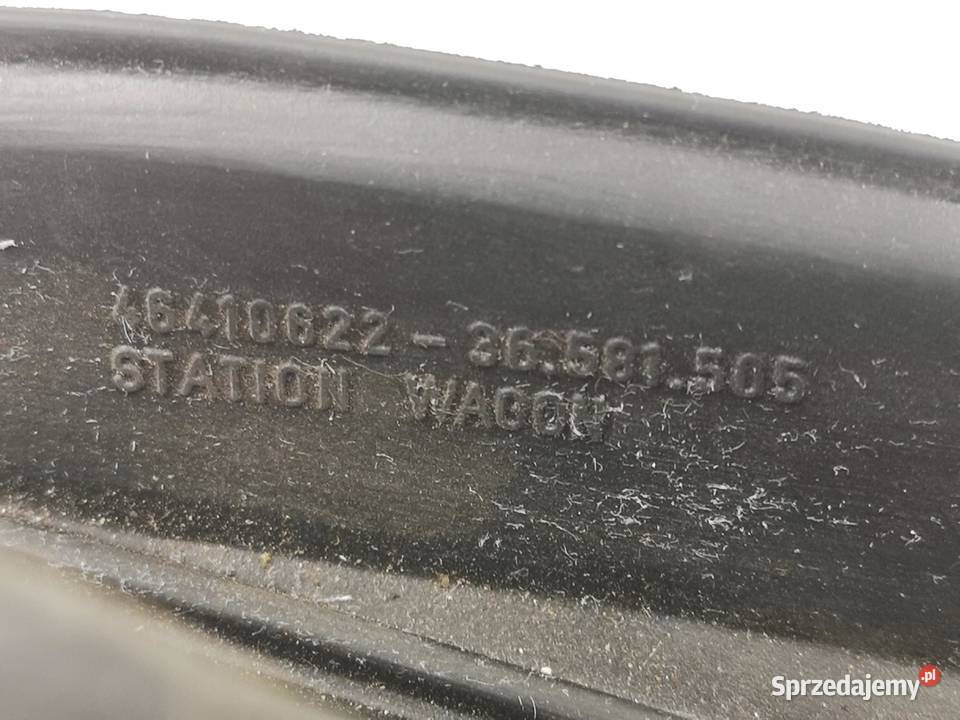 46410622-36.581.505
STATION WAGON
Sprzedajemy.pl